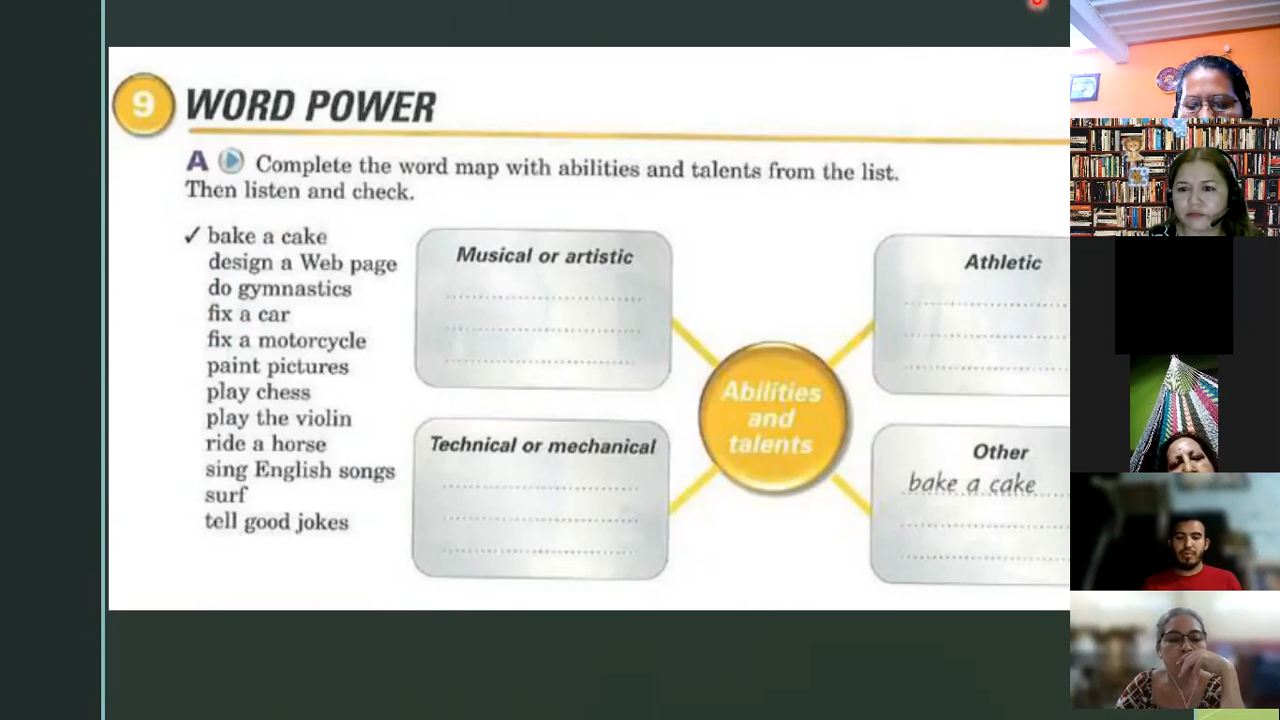 9 WORD POWER
A Complete the word map with abilities and talents from the list.
Then listen and check.
✓ bake a cake
design a Web page
do gymnastics
fix a car
fix a motorcycle
paint pictures
play chess
play the violin
ride a horse
sing English songs
surf
tell good jokes
Musical or artistic
Athletic
Technical or mechanical
Other
bake a cake
Abilities
and
talents